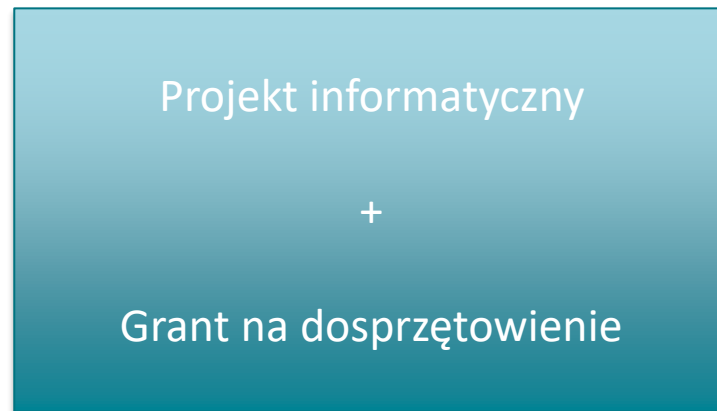 Projekt informatyczny
+
Grant na dosprzętowienie